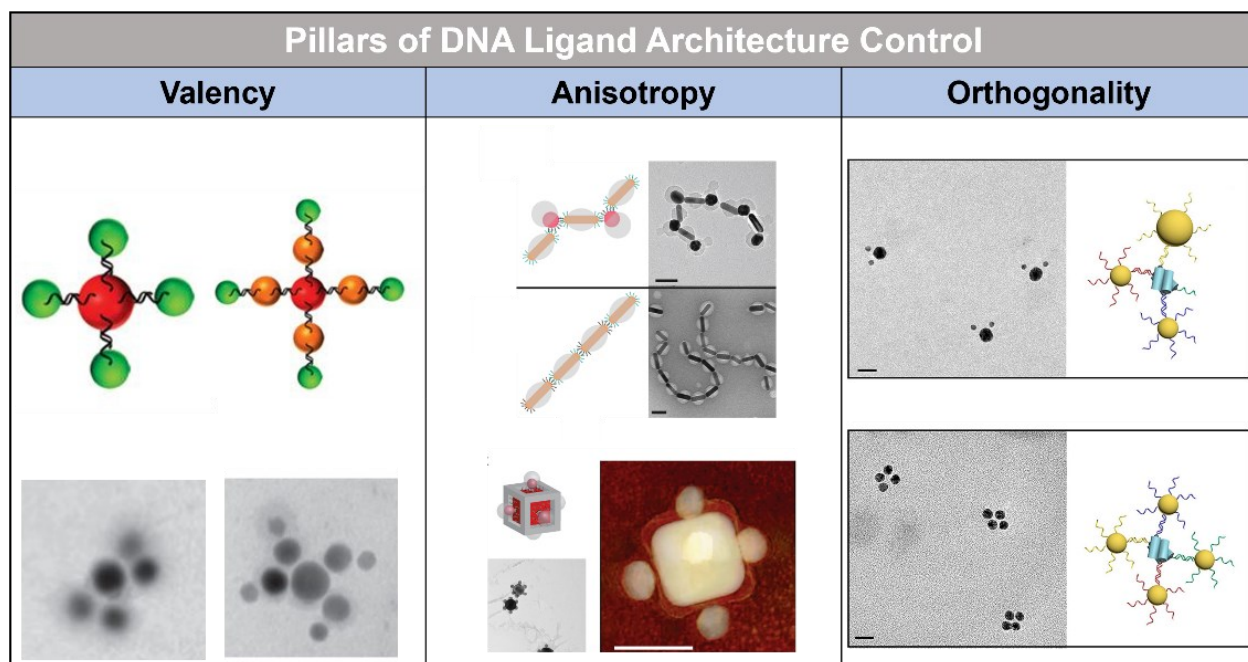 Pillars of DNA Ligand Architecture Control
Valency
Anisotropy
Orthogonality